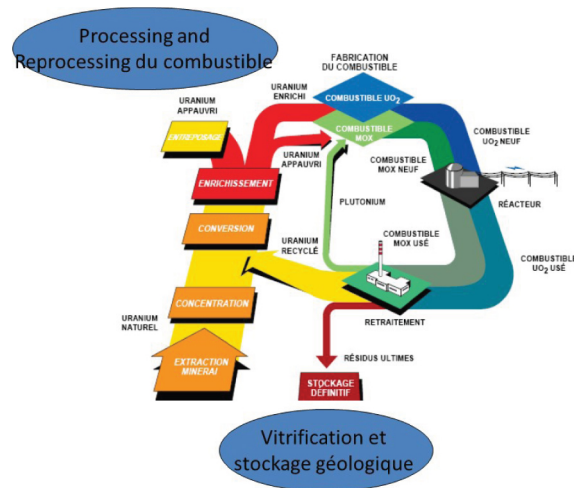 Processing and
Reprocessing du combustible
FABRICATION
DU COMBUSTIBLE
URANIUM
ENRICHI
COMBUSTIBLE UO₂
URANIUM
APPAUVRI
COMBUSTIBLE
MOX
ENTREPOSAGE
COMBUSTIBLE
UO₂ NEUF
URANIUM
APPAUVRI
COMBUSTIBLE
MOX NEUF
ENRICHISSEMENT
PLUTONIUM
RÉACTEUR
CONVERSION
URANIUM
RECYCLÉ
COMBUSTIBLE
MOX USÉ
COMBUSTIBLE
UO₂ USÉ
CONCENTRATION
URANIUM
NATUREL
RETRAITEMENT
EXTRACTION
MINERAI
RÉSIDUS ULTIMES
STOCKAGE
DÉFINITIF
Vitrification et
stockage géologique